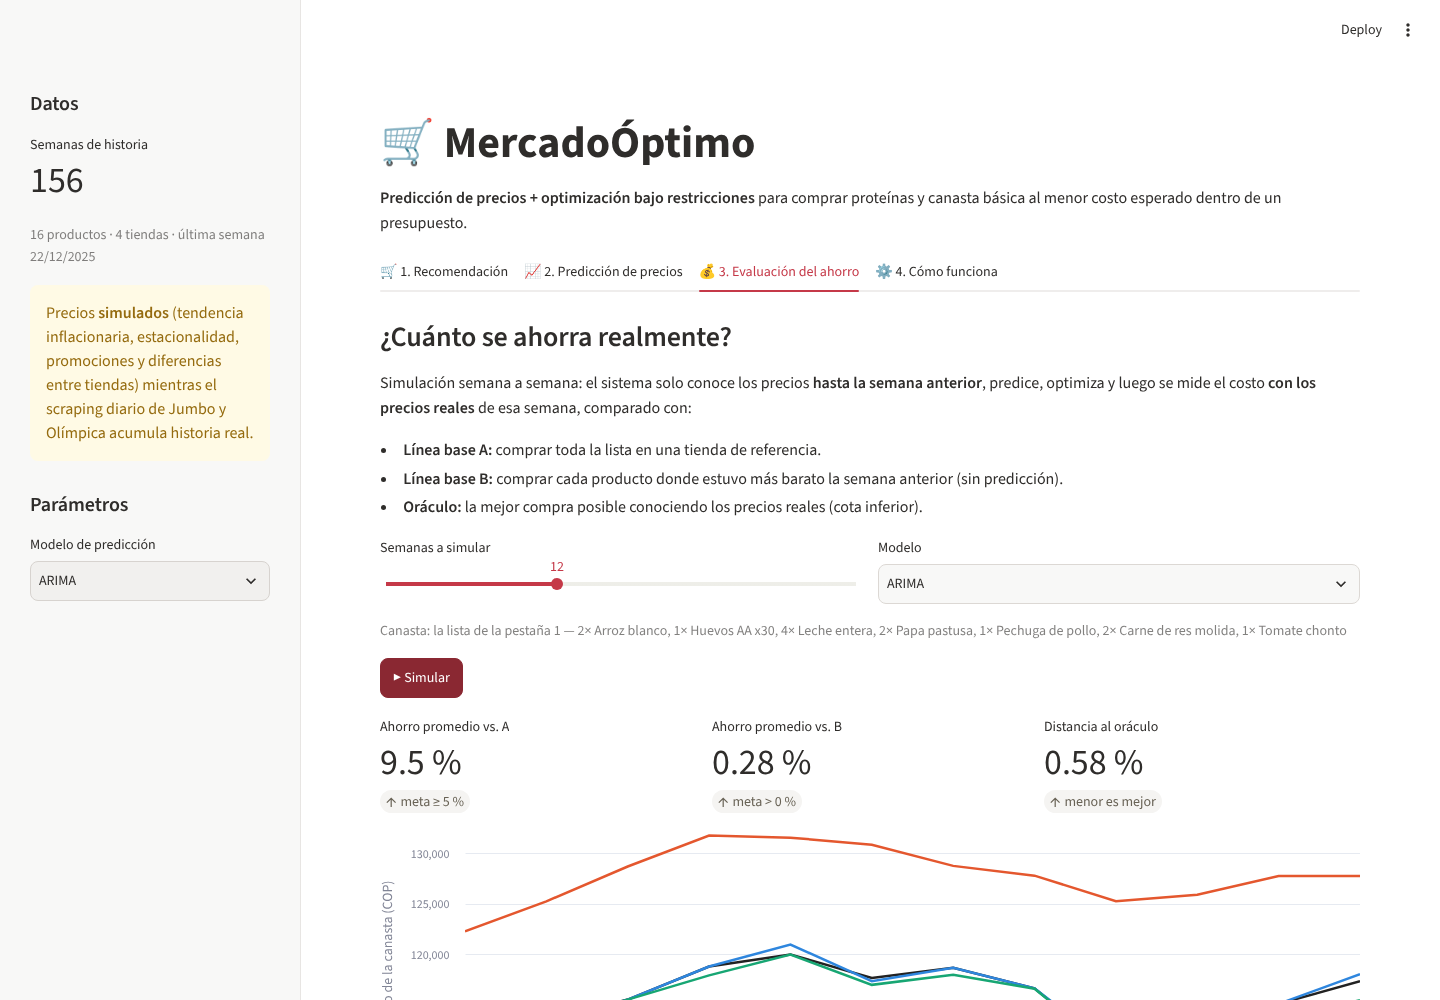 Deploy
Datos
Semanas de historia
156
16 productos · 4 tiendas · última semana
22/12/2025
Precios simulados (tendencia
inflacionaria, estacionalidad,
promociones y diferencias
entre tiendas) mientras el
scraping diario de Jumbo y
Olímpica acumula historia real.
Parámetros
Modelo de predicción
ARIMA
MercadoÓptimo
Predicción de precios + optimización bajo restricciones para comprar proteínas y canasta básica al menor costo esperado dentro de un
presupuesto.
1. Recomendación 2. Predicción de precios 3. Evaluación del ahorro 4. Cómo funciona
¿Cuánto se ahorra realmente?
Simulación semana a semana: el sistema solo conoce los precios hasta la semana anterior, predice, optimiza y luego se mide el costo con los
precios reales de esa semana, comparado con:
• Línea base A: comprar toda la lista en una tienda de referencia.
• Línea base B: comprar cada producto donde estuvo más barato la semana anterior (sin predicción).
• Oráculo: la mejor compra posible conociendo los precios reales (cota inferior).
Semanas a simular
12
Modelo
ARIMA
Canasta: la lista de la pestaña 1 — 2× Arroz blanco, 1× Huevos AA x30, 4× Leche entera, 2× Papa pastusa, 1× Pechuga de pollo, 2× Carne de res molida, 1× Tomate chonto
▸ Simular
Ahorro promedio vs. A
9.5 %
↑ meta ≥ 5 %
Ahorro promedio vs. B
0.28 %
↑ meta > 0 %
Distancia al oráculo
0.58 %
↑ menor es mejor
130,000
125,000
120,000
de la canasta (COP)